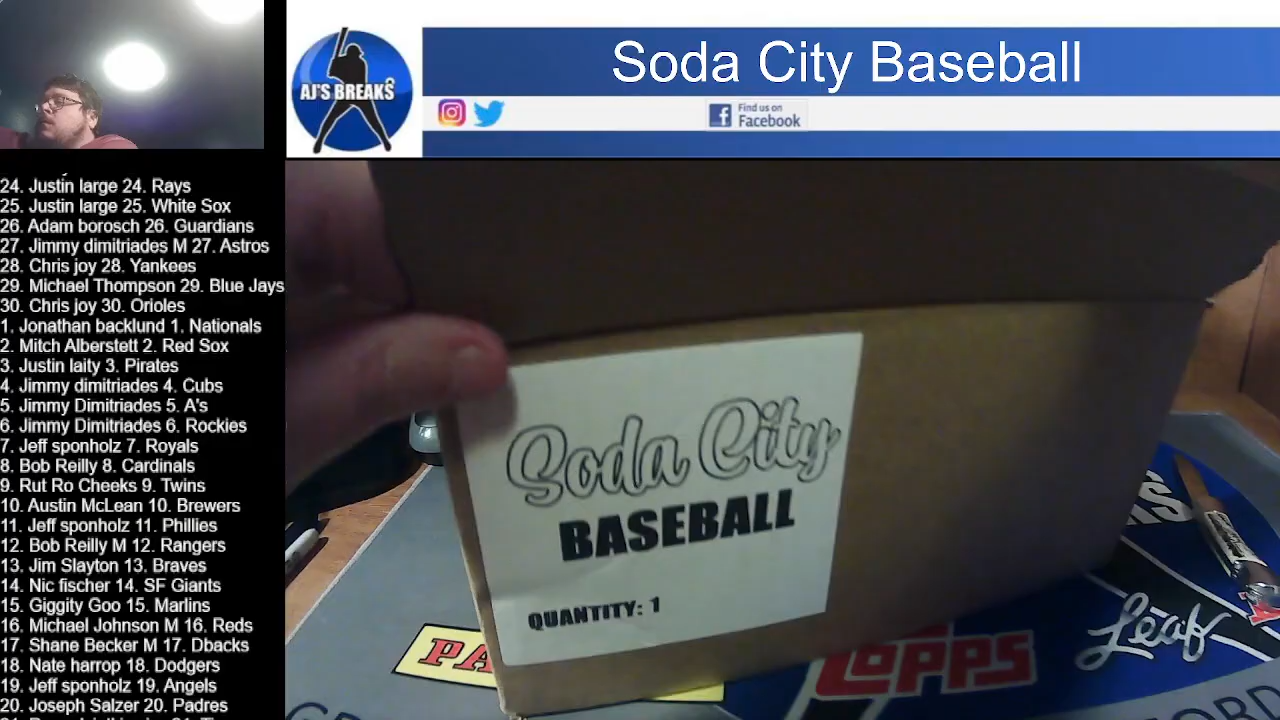 Soda City Baseball
AJ'S BREAKS
Find us on
Facebook
24. Justin large 24. Rays
25. Justin large 25. White Sox
26. Adam borosch 26. Guardians
27. Jimmy dimitriades M 27. Astros
28. Chris joy 28. Yankees
29. Michael Thompson 29. Blue Jays
30. Chris joy 30. Orioles
1. Jonathan backlund 1. Nationals
2. Mitch Alberstett 2. Red Sox
3. Justin laity 3. Pirates
4. Jimmy dimitriades 4. Cubs
5. Jimmy Dimitriades 5. A's
6. Jimmy Dimitriades 6. Rockies
7. Jeff sponholz 7. Royals
8. Bob Reilly 8. Cardinals
9. Rut Ro Cheeks 9. Twins
10. Austin McLean 10. Brewers
11. Jeff sponholz 11. Phillies
12. Bob Reilly M 12. Rangers
13. Jim Slayton 13. Braves
14. Nic fischer 14. SF Giants
15. Giggity Goo 15. Marlins
16. Michael Johnson M 16. Reds
17. Shane Becker M 17. Dbacks
18. Nate harrop 18. Dodgers
19. Jeff sponholz 19. Angels
20. Joseph Salzer 20. Padres
Soda City
BASEBALL
QUANTITY: 1
PA
TOPPS
Leaf